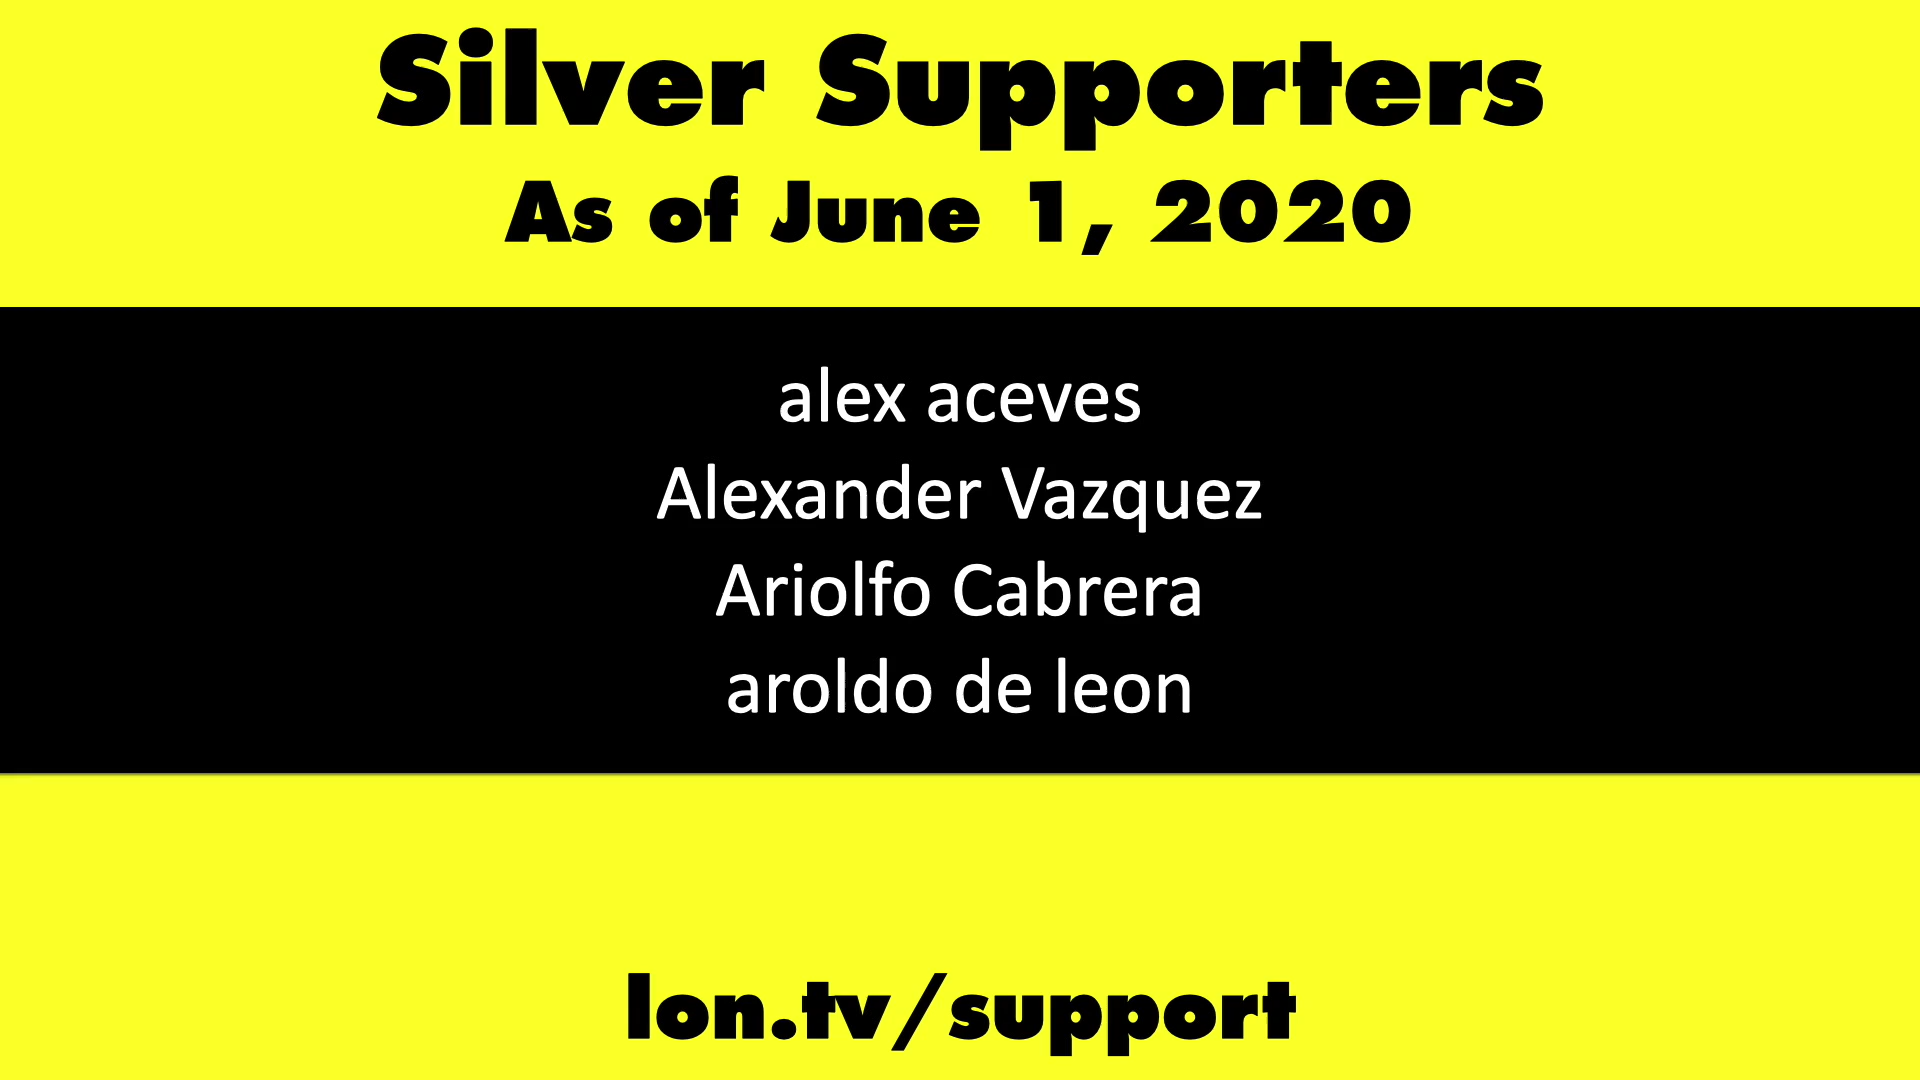 Silver Supporters
As of June 1, 2020
alex aceves
Alexander Vazquez
Ariolfo Cabrera
aroldo de leon
lon.tv/support